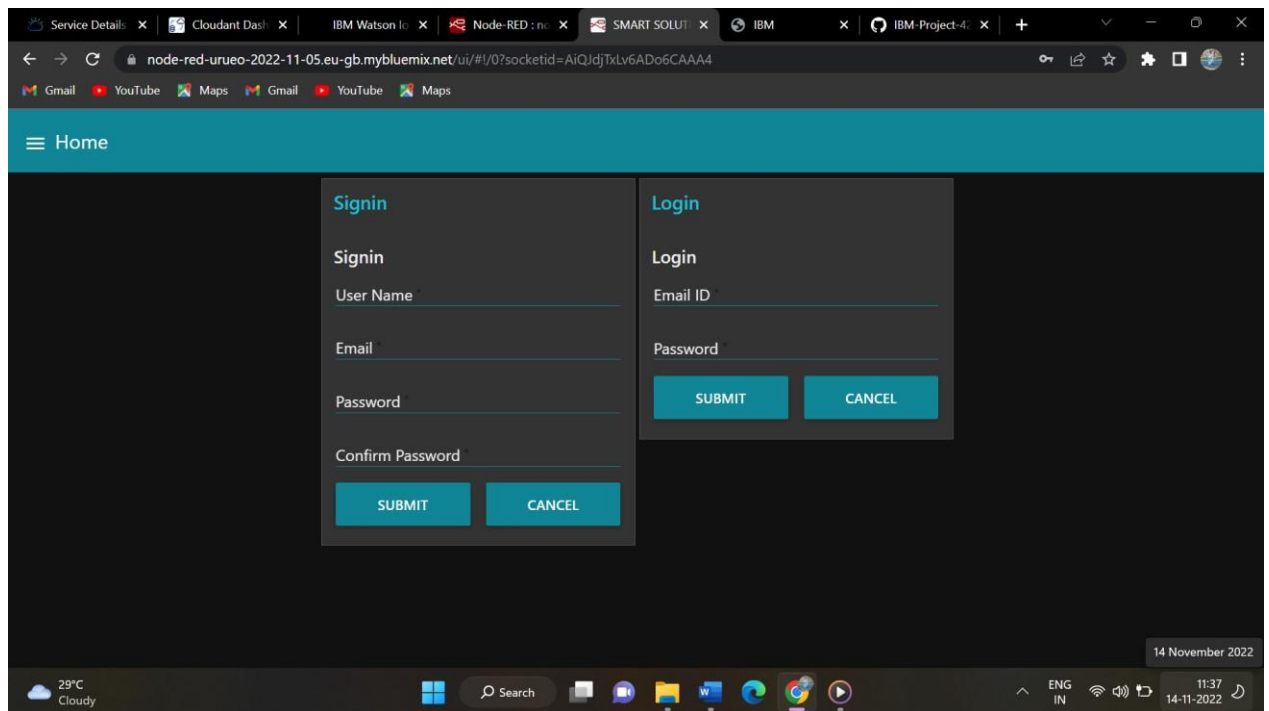 Service Details
Cloudant Dash
IBM Watson Io
Node-RED : no
SMART SOLUTI
IBM
IBM-Project-42
node-red-urueo-2022-11-05.eu-gb.mybluemix.net/ui/#!/0?socketid=AiQJdjTxLv6ADo6CAAA4
Gmail YouTube Maps Gmail YouTube Maps
Home
Signin
Signin
User Name *
Email *
Password *
Confirm Password *
SUBMIT CANCEL
Login
Login
Email ID *
Password *
SUBMIT CANCEL
14 November 2022
29°C
Cloudy
Search
ENG
IN
11:37
14-11-2022